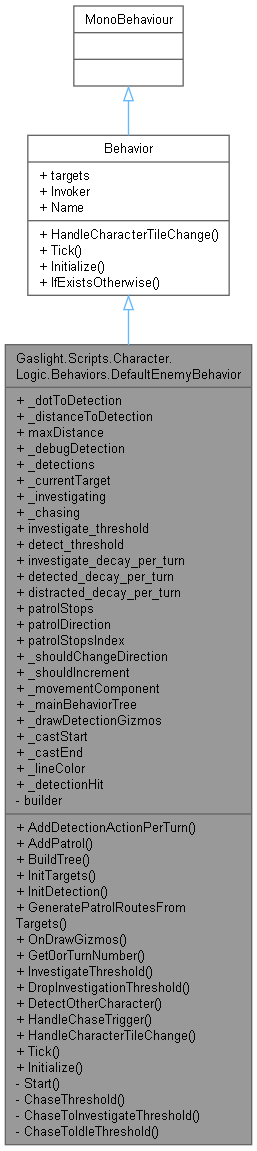 MonoBehaviour
Behavior
+ targets
+ Invoker
+ Name
+ HandleCharacterTileChange()
+ Tick()
+ Initialize()
+ IfExistsOtherwise()
Gaslight.Scripts.Character.
Logic.Behaviors.DefaultEnemyBehavior
+ _dotToDetection
+ _distanceToDetection
+ maxDistance
+ _debugDetection
+ _detections
+ _currentTarget
+ _investigating
+ _chasing
+ investigate_threshold
+ detect_threshold
+ investigate_decay_per_turn
+ detected_decay_per_turn
+ distracted_decay_per_turn
+ patrolStops
+ patrolDirection
+ patrolStopsIndex
+ _shouldChangeDirection
+ _shouldIncrement
+ _movementComponent
+ _mainBehaviorTree
+ _drawDetectionGizmos
+ _castStart
+ _castEnd
+ _lineColor
+ _detectionHit
- builder
+ AddDetectionActionPerTurn()
+ AddPatrol()
+ BuildTree()
+ InitTargets()
+ InitDetection()
+ GeneratePatrolRoutesFrom
Targets()
+ OnDrawGizmos()
+ Get0orTurnNumber()
+ InvestigateThreshold()
+ DropInvestigationThreshold()
+ DetectOtherCharacter()
+ HandleChaseTrigger()
+ HandleCharacterTileChange()
+ Tick()
+ Initialize()
- Start()
- ChaseThreshold()
- ChaseToInvestigateThreshold()
- ChaseToIdleThreshold()